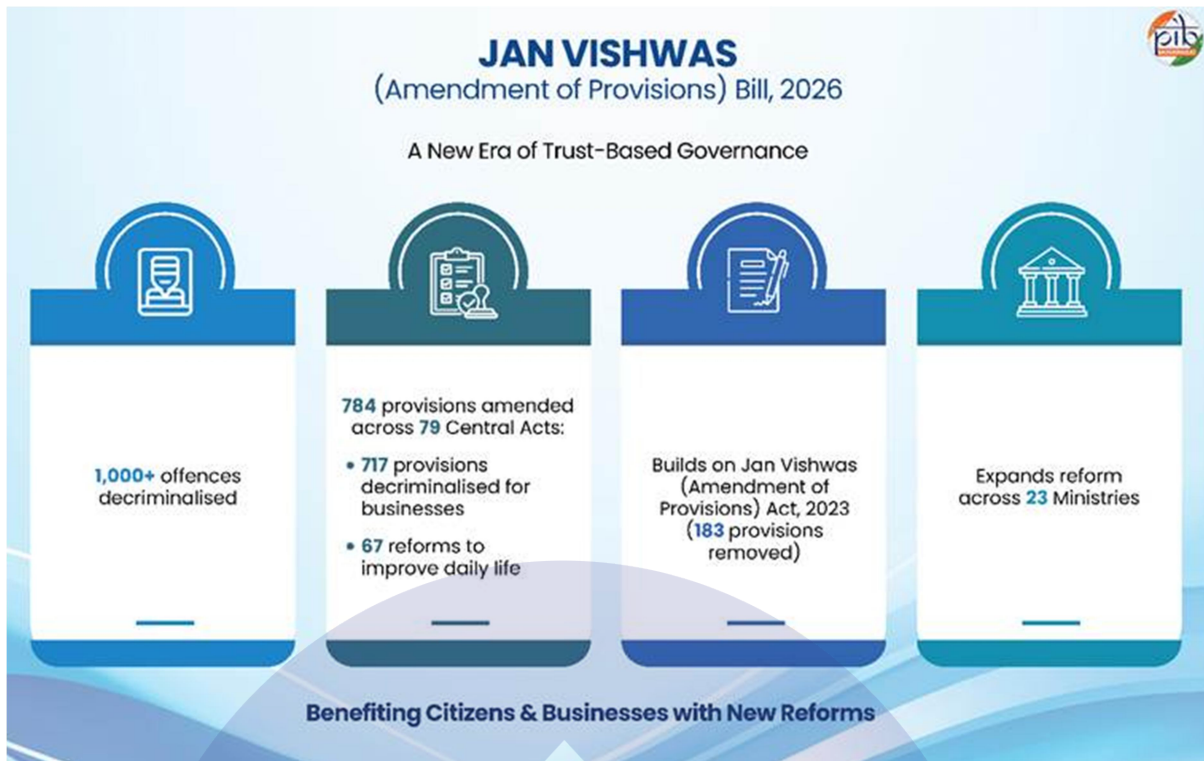 pib
JAN VISHWAS
(Amendment of Provisions) Bill, 2026
A New Era of Trust-Based Governance
1,000+ offences
decriminalised
784 provisions amended
across 79 Central Acts:
• 717 provisions
decriminalised for
businesses
• 67 reforms to
improve daily life
Builds on Jan Vishwas
(Amendment of
Provisions) Act, 2023
(183 provisions
removed)
Expands reform
across 23 Ministries
Benefiting Citizens & Businesses with New Reforms